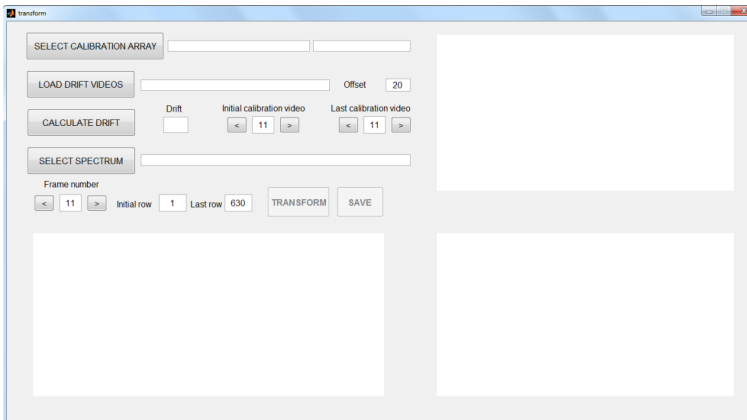 transform
SELECT CALIBRATION ARRAY
LOAD DRIFT VIDEOS Offset 20
Drift Initial calibration video Last calibration video
CALCULATE DRIFT < 11 > < 11 >
SELECT SPECTRUM
Frame number
< 11 > Initial row 1 Last row 630 TRANSFORM SAVE